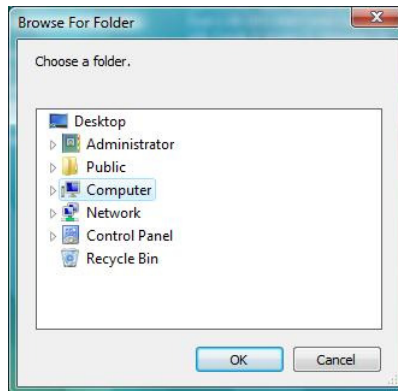 Browse For Folder
Choose a folder.
Desktop
Administrator
Public
Computer
Network
Control Panel
Recycle Bin
OK Cancel